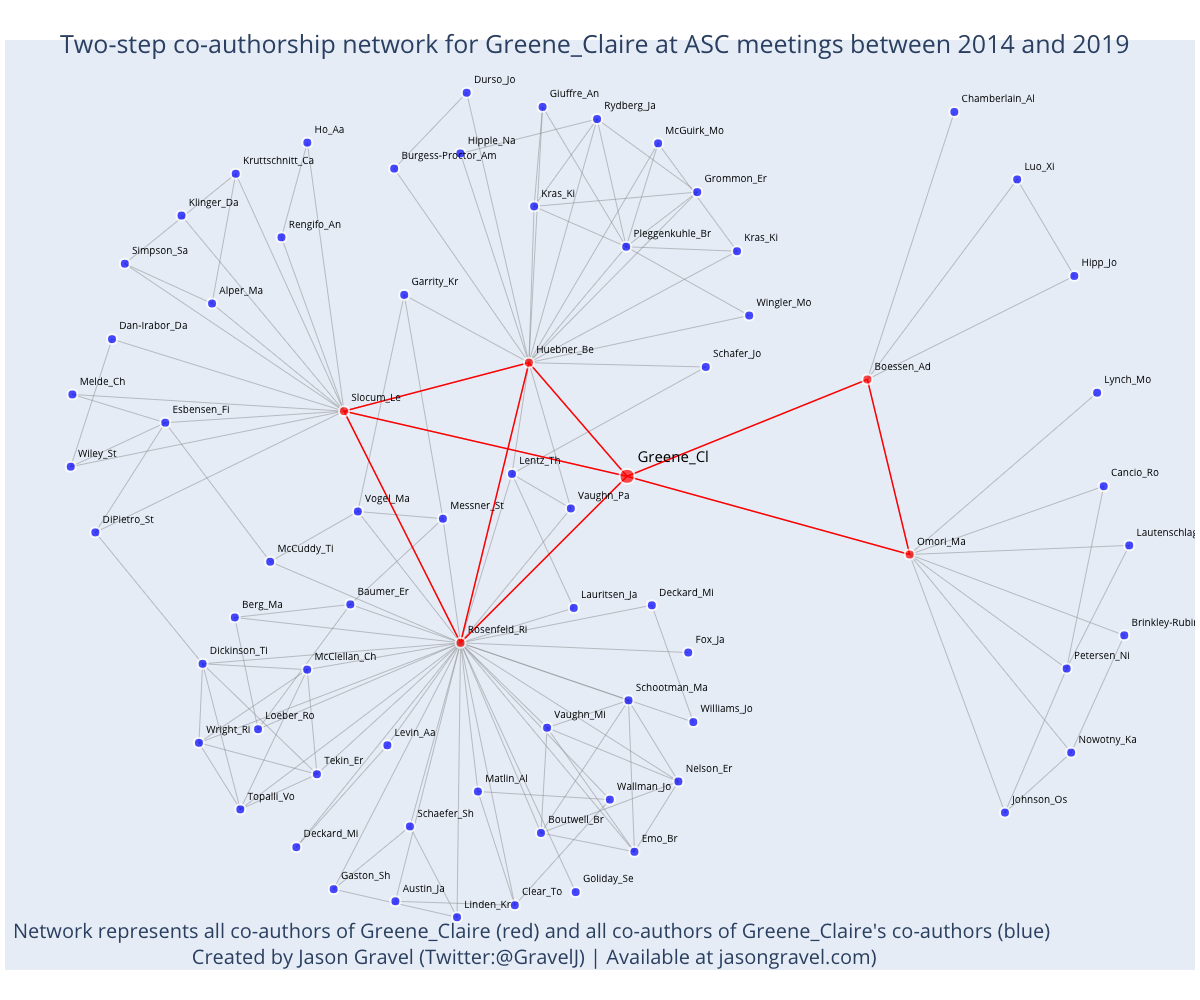 Two-step co-authorship network for Greene_Claire at ASC meetings between 2014 and 2019
Durso_Jo
Giuffre_An
Chamberlain_Al
Rydberg_Ja
Ho_Aa
McGuirk_Mo
Hipple_Na
Burgess-Proctor_Am
Kruttschnitt_Ca
Luo_Xi
Grommon_Er
Kras_Ki
Klinger_Da
Rengifo_An
Pleggenkuhle_Br
Kras_Ki
Simpson_Sa
Hipp_Jo
Garrity_Kr
Alper_Ma
Wingler_Mo
Dan-Irabor_Da
Huebner_Be
Schafer_Jo
Boessen_Ad
Melde_Ch
Lynch_Mo
Slocum_Le
Esbensen_Fi
Wiley_St
Greene_Cl
Lentz_Th
Cancio_Ro
Vaughn_Pa
Vogel_Ma
Messner_St
DiPietro_St
Lautenschlag
Omori_Ma
McCuddy_Ti
Baumer_Er
Lauritsen_Ja
Deckard_Mi
Berg_Ma
Brinkley-Rubi
Rosenfeld_Ri
Fox_Ja
Dickinson_Ti
McClellan_Ch
Petersen_Ni
Schootman_Ma
Williams_Jo
Vaughn_Mi
Loeber_Ro
Wright_Ri
Levin_Aa
Nowotny_Ka
Tekin_Er
Nelson_Er
Matlin_Al
Wallman_Jo
Topalli_Vo
Johnson_Os
Schaefer_Sh
Boutwell_Br
Deckard_Mi
Emo_Br
Gaston_Sh
Goliday_Se
Austin_Ja
Clear_To
Linden_Kr
Network represents all co-authors of Greene_Claire (red) and all co-authors of Greene_Claire's co-authors (blue)
Created by Jason Gravel (Twitter:@GravelJ) | Available at jasongravel.com)